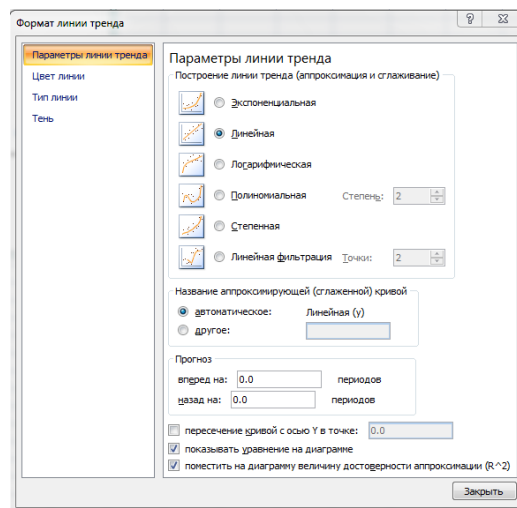 Формат линии тренда
Параметры линии тренда
Цвет линии
Тип линии
Тень
Параметры линии тренда
Построение линии тренда (аппроксимация и сглаживание)
Экспоненциальная
Линейная
Логарифмическая
Полиномиальная Степень: 2
Степенная
Линейная фильтрация Точки: 2
Название аппроксимирующей (сглаженной) кривой
автоматическое: Линейная (y)
другое:
Прогноз
вперед на: 0.0 периодов
назад на: 0.0 периодов
пересечение кривой с осью Y в точке: 0.0
показывать уравнение на диаграмме
поместить на диаграмму величину достоверности аппроксимации (R^2)
Закрыть